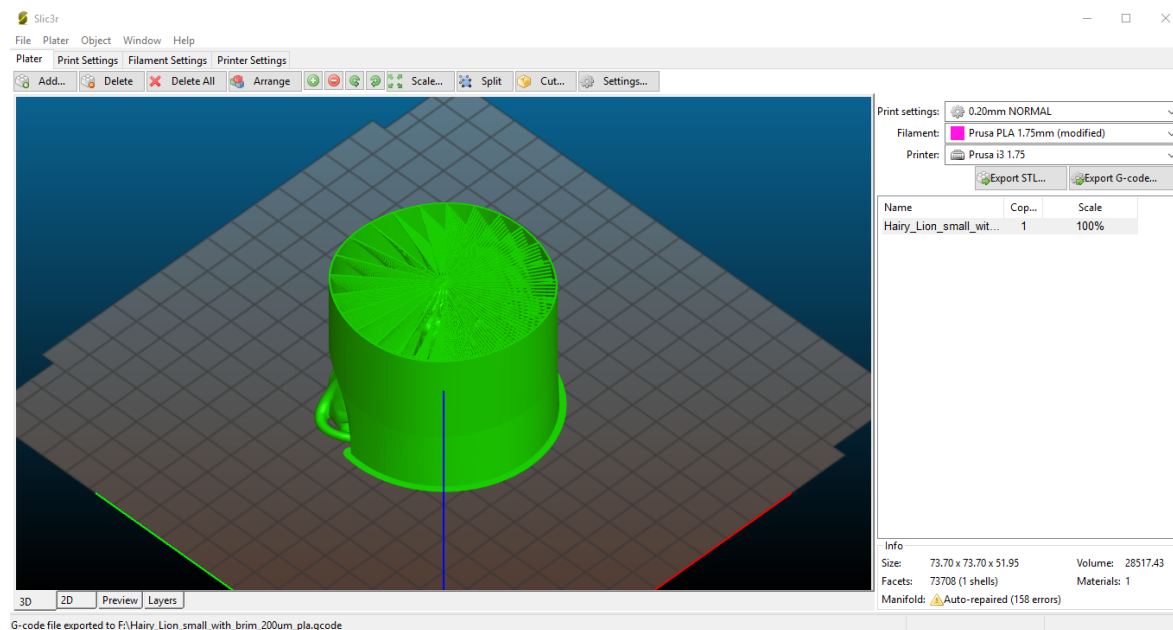 Slic3r
File Plater Object Window Help
Plater Print Settings Filament Settings Printer Settings
Add... Delete Delete All Arrange Scale... Split Cut... Settings...
Print settings: 0.20mm NORMAL
Filament: Prusa PLA 1.75mm (modified)
Printer: Prusa i3 1.75
Export STL... Export G-code...
Name Cop... Scale
Hairy_Lion_small_wit... 1 100%
Info
Size: 73.70 x 73.70 x 51.95 Volume: 28517.43
Facets: 73708 (1 shells) Materials: 1
Manifold: Auto-repaired (158 errors)
3D 2D Preview Layers
G-code file exported to F:\Hairy_Lion_small_with_brim_200um_pla.gcode